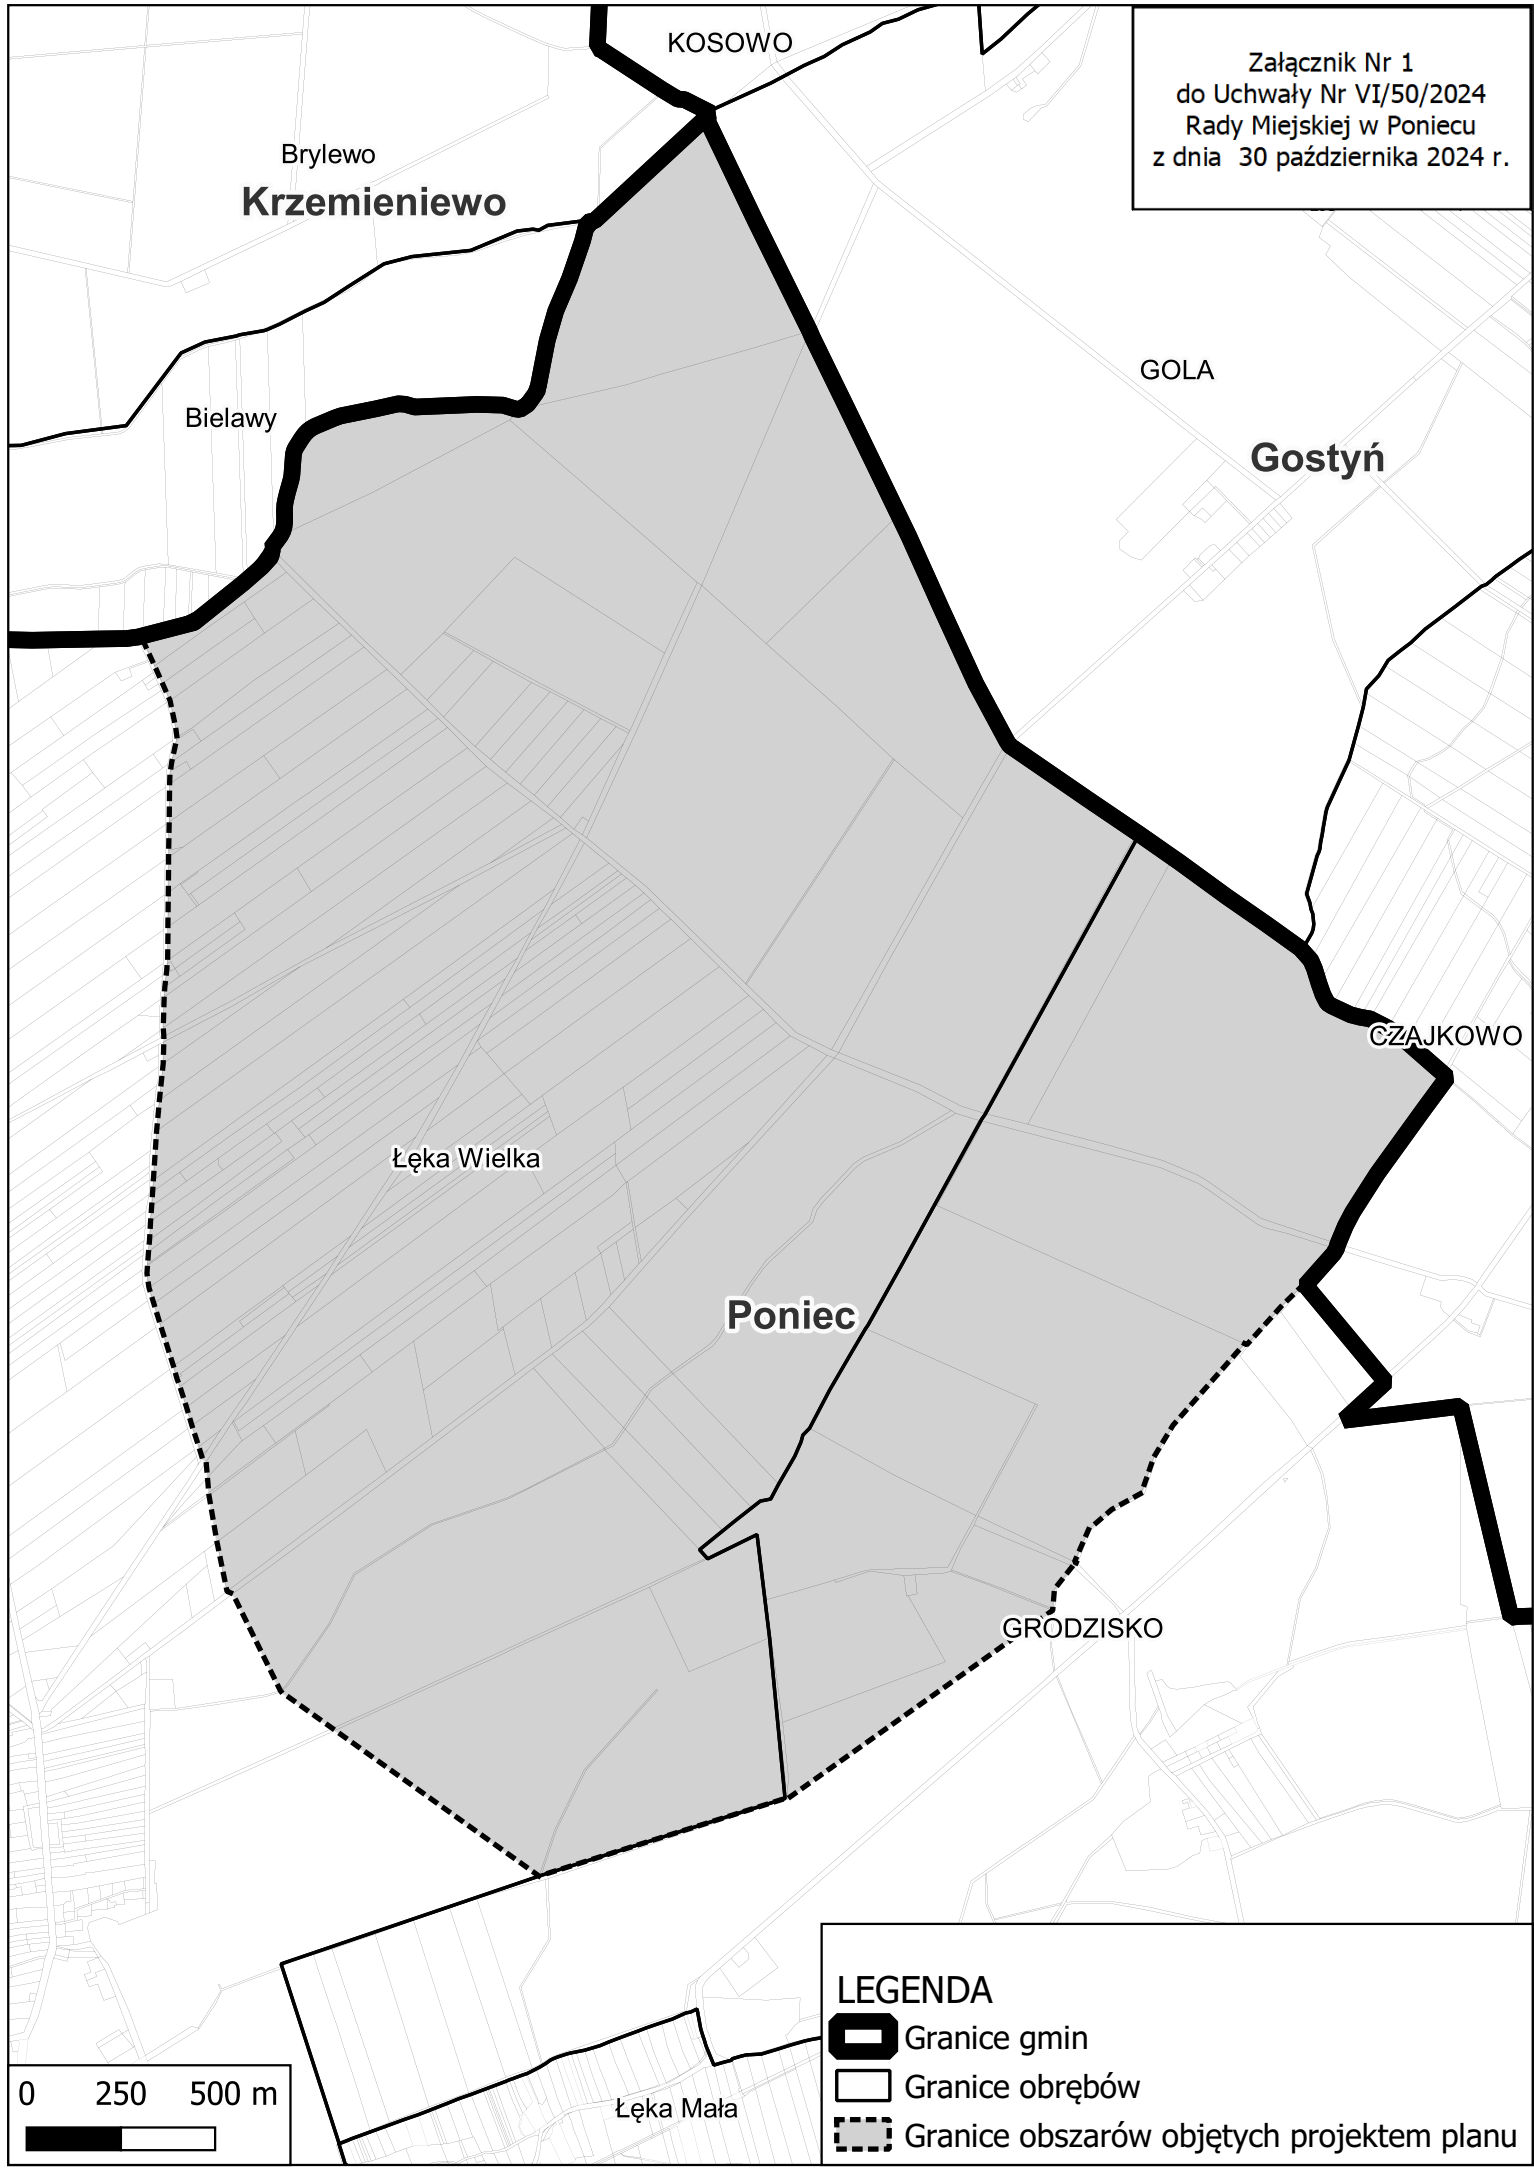 KOSOWO
Załącznik Nr 1
do Uchwały Nr VI/50/2024
Rady Miejskiej w Poniecu
z dnia 30 października 2024 r.
Brylewo
Krzemieniewo
GOLA
Bielawy
Gostyń
CZAJKOWO
Łęka Wielka
Poniec
GRODZISKO
LEGENDA
Granice gmin
Granice obrębów
Granice obszarów objętych projektem planu
0 250 500 m
Łęka Mała